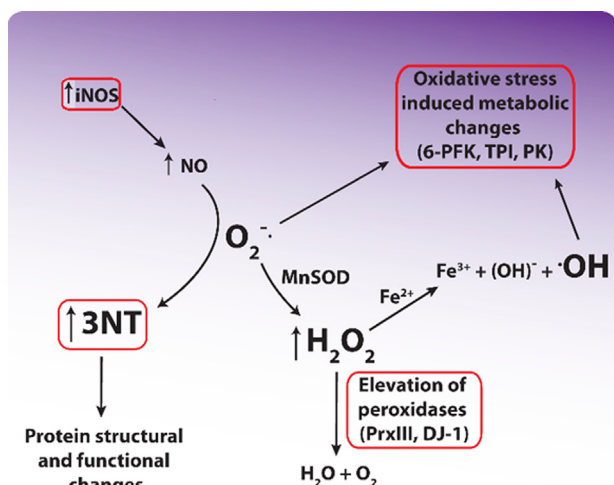 ↑iNOS
↑ NO
Oxidative stress
induced metabolic
changes
(6-PFK, TPI, PK)
O₂⁻·
MnSOD
Fe²⁺
Fe³⁺ + (OH)⁻ + ·OH
↑ 3NT
↑H₂O₂
Elevation of
peroxidases
(PrxIII, DJ-1)
Protein structural
and functional
changes
H₂O + O₂